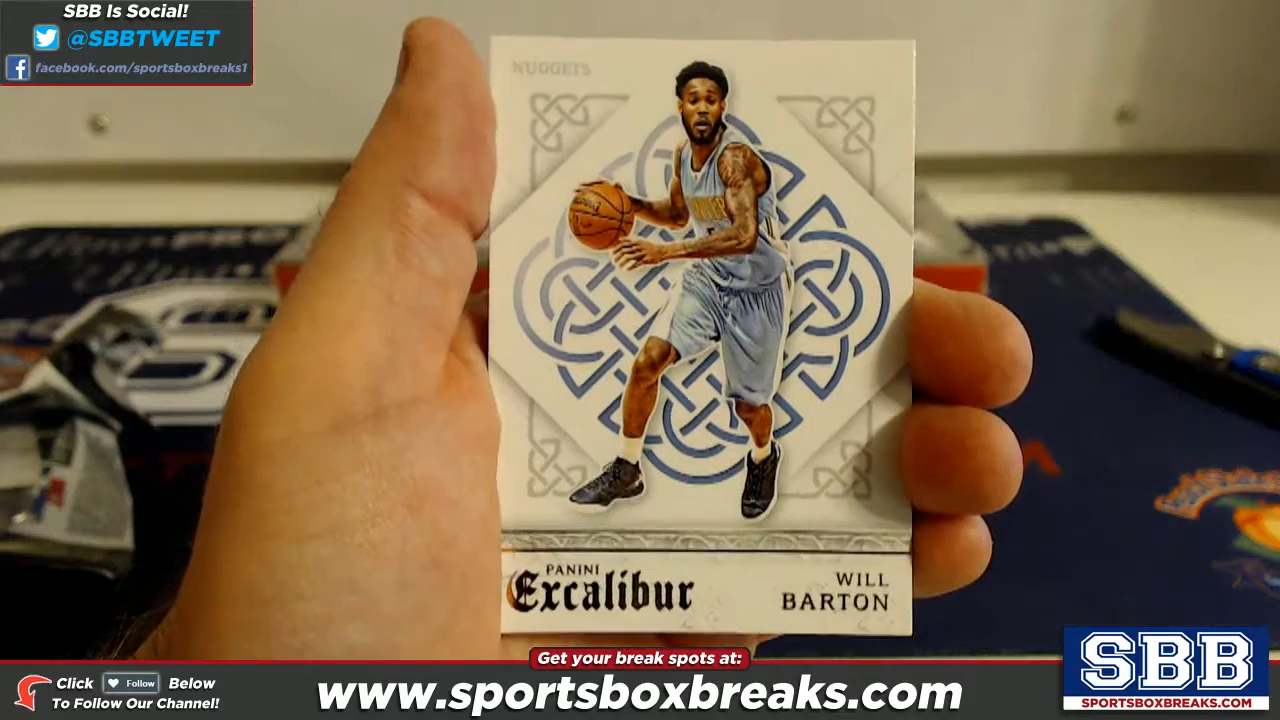 SBB Is Social!
@SBBTWEET
facebook.com/sportsboxbreaks1
NUGGETS
PANINI
Excalibur
WILL
BARTON
Get your break spots at:
Click Follow Below
To Follow Our Channel!
www.sportsboxbreaks.com
SBB
SPORTSBOXBREAKS.COM